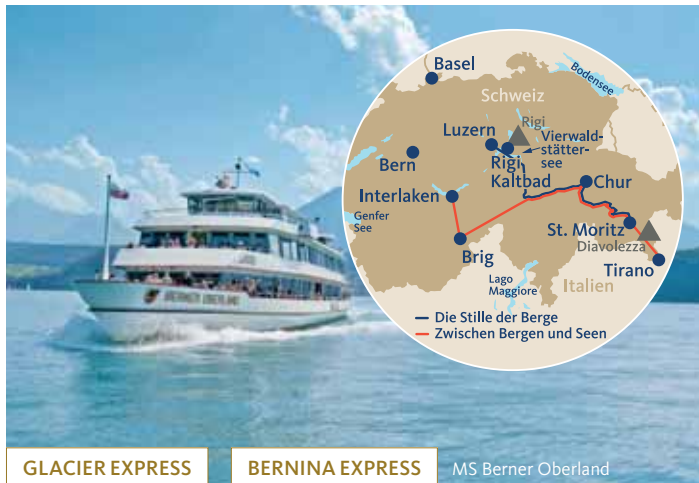 Basel
Bodensee
Schweiz
Rigi
Luzern
Vierwald-
stätter-
see
Bern
Rigi
Kaltbad
Chur
Interlaken
Genfer
See
St. Moritz
Diavolezza
Brig
Tirano
Lago
Maggiore
Italien
Die Stille der Berge
Zwischen Bergen und Seen
BERNER OBERLAND
GLACIER EXPRESS
BERNINA EXPRESS
MS Berner Oberland